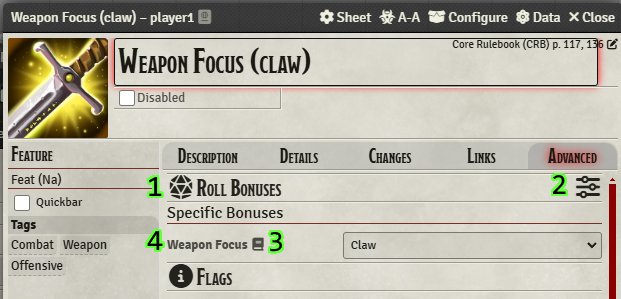 Weapon Focus (claw) – player1 Sheet A-A Configure Data Close
Core Rulebook (CRB) p. 117, 136
Weapon Focus (claw)
Disabled
Feature
Description Details Changes Links Advanced
Feat (Na)
1 Roll Bonuses 2
Quickbar
Specific Bonuses
Tags
Combat Weapon
4 Weapon Focus 3 Claw
Offensive
Flags